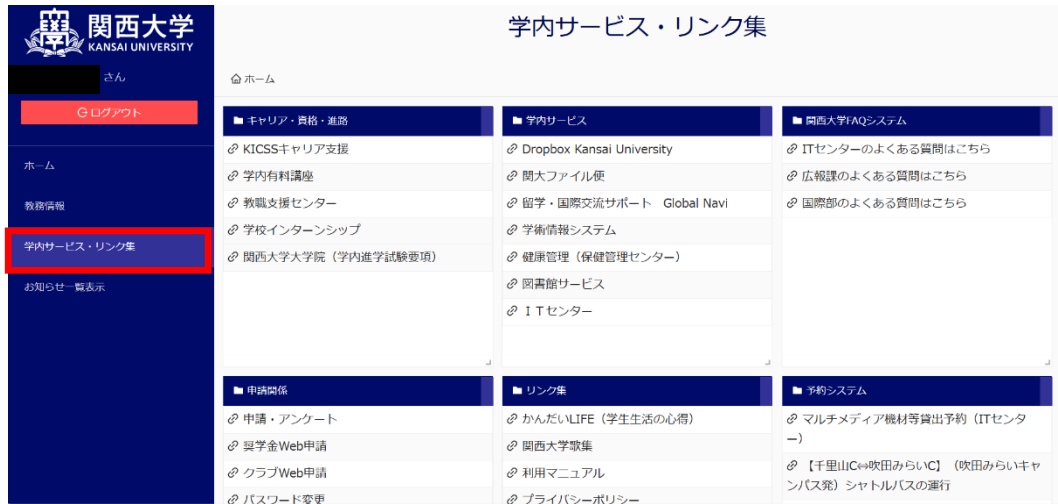 関西大学
KANSAI UNIVERSITY
さん
ログアウト
ホーム
教務情報
学内サービス・リンク集
お知らせ一覧表示
学内サービス・リンク集
ホーム
キャリア・資格・進路
KICSSキャリア支援
学内有料講座
教職支援センター
学校インターンシップ
関西大学大学院（学内進学試験要項）
学内サービス
Dropbox Kansai University
関大ファイル便
留学・国際交流サポート　Global Navi
学術情報システム
健康管理（保健管理センター）
図書館サービス
ＩＴセンター
関西大学FAQシステム
ITセンターのよくある質問はこちら
広報課のよくある質問はこちら
国際部のよくある質問はこちら
申請関係
申請・アンケート
奨学金Web申請
クラブWeb申請
パスワード変更
リンク集
かんだいLIFE（学生生活の心得）
関西大学歌集
利用マニュアル
プライバシーポリシー
予約システム
マルチメディア機材等貸出予約（ITセンタ
ー）
【千里山C⇔吹田みらいC】（吹田みらいキャ
ンパス発）シャトルバスの運行